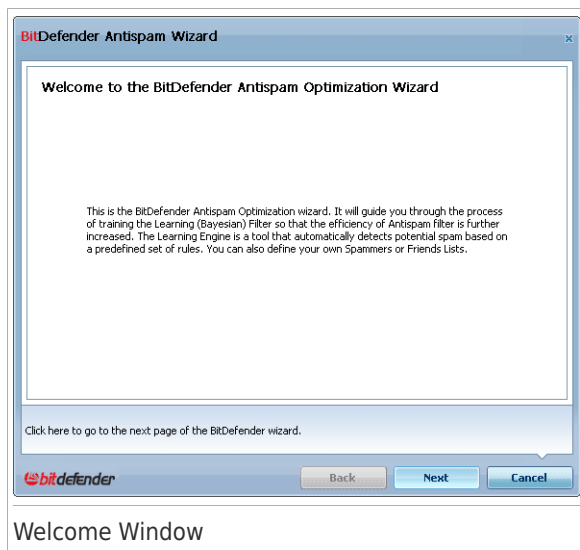 BitDefender Antispam Wizard
x
Welcome to the BitDefender Antispam Optimization Wizard
This is the BitDefender Antispam Optimization wizard. It will guide you through the process
of training the Learning (Bayesian) Filter so that the efficiency of Antispam filter is further
increased. The Learning Engine is a tool that automatically detects potential spam based on
a predefined set of rules. You can also define your own Spammers or Friends Lists.
Click here to go to the next page of the BitDefender wizard.
bitdefender
Back
Next
Cancel
Welcome Window